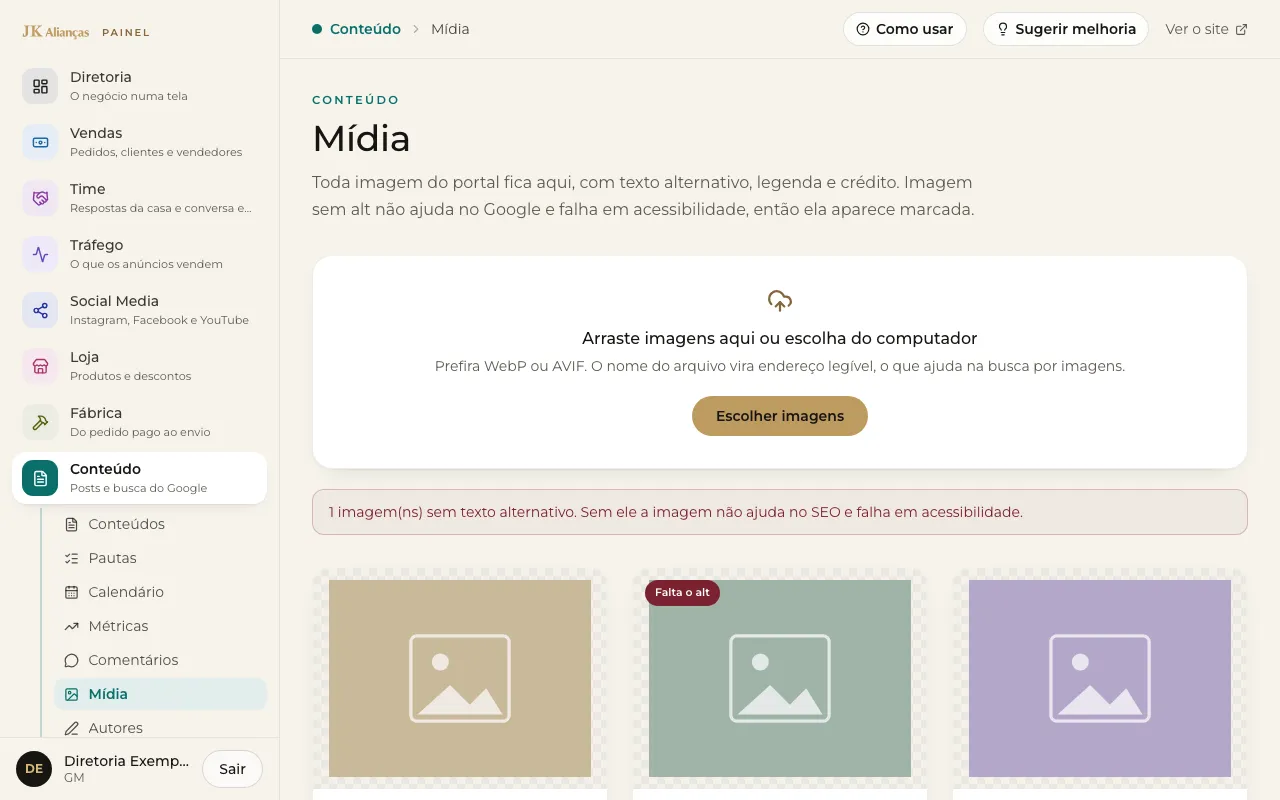 JK Alianças PAINEL
Diretoria
O negócio numa tela
Vendas
Pedidos, clientes e vendedores
Time
Respostas da casa e conversa e...
Tráfego
O que os anúncios vendem
Social Media
Instagram, Facebook e YouTube
Loja
Produtos e descontos
Fábrica
Do pedido pago ao envio
Conteúdo
Posts e busca do Google
Conteúdos
Pautas
Calendário
Métricas
Comentários
Mídia
Autores
DE
Diretoria Exemp...
GM
Sair
Conteúdo > Mídia
Como usar
Sugerir melhoria
Ver o site
CONTEÚDO
Mídia
Toda imagem do portal fica aqui, com texto alternativo, legenda e crédito. Imagem
sem alt não ajuda no Google e falha em acessibilidade, então ela aparece marcada.
Arraste imagens aqui ou escolha do computador
Prefira WebP ou AVIF. O nome do arquivo vira endereço legível, o que ajuda na busca por imagens.
Escolher imagens
1 imagem(ns) sem texto alternativo. Sem ele a imagem não ajuda no SEO e falha em acessibilidade.
Falta o alt